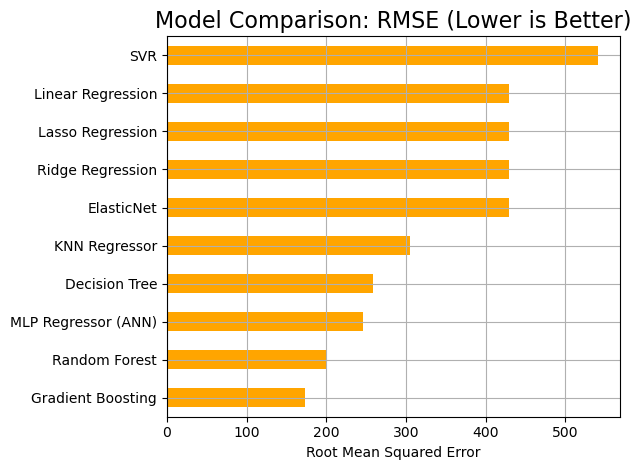 Model Comparison: RMSE (Lower is Better)
SVR
Linear Regression
Lasso Regression
Ridge Regression
ElasticNet
KNN Regressor
Decision Tree
MLP Regressor (ANN)
Random Forest
Gradient Boosting
0 100 200 300 400 500
Root Mean Squared Error